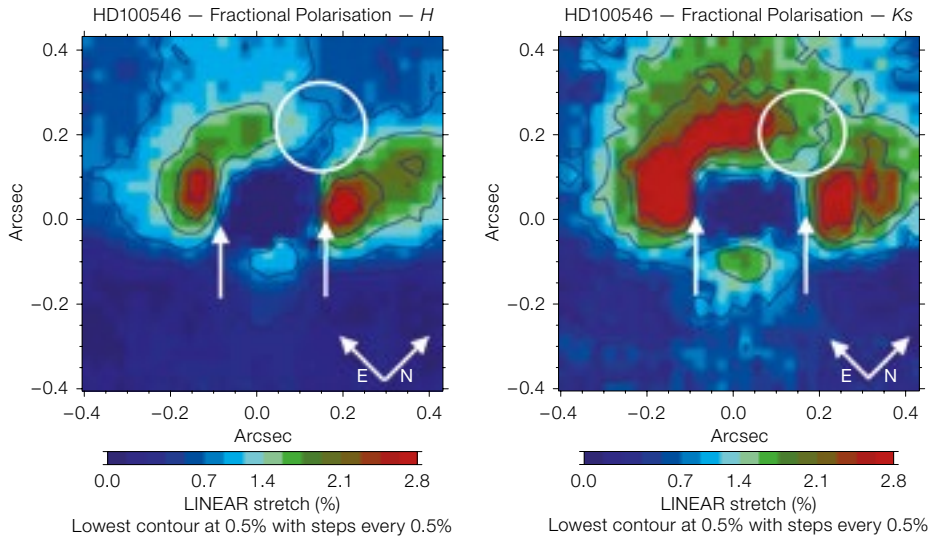 HD100546 — Fractional Polarisation — H
0.4
0.2
0.0
−0.2
−0.4
Arcsec
E N
−0.4 −0.2 0.0 0.2 0.4
Arcsec
0.0 0.7 1.4 2.1 2.8
LINEAR stretch (%)
Lowest contour at 0.5% with steps every 0.5%
HD100546 — Fractional Polarisation — Ks
0.4
0.2
0.0
−0.2
−0.4
Arcsec
E N
−0.4 −0.2 0.0 0.2 0.4
Arcsec
0.0 0.7 1.4 2.1 2.8
LINEAR stretch (%)
Lowest contour at 0.5% with steps every 0.5%